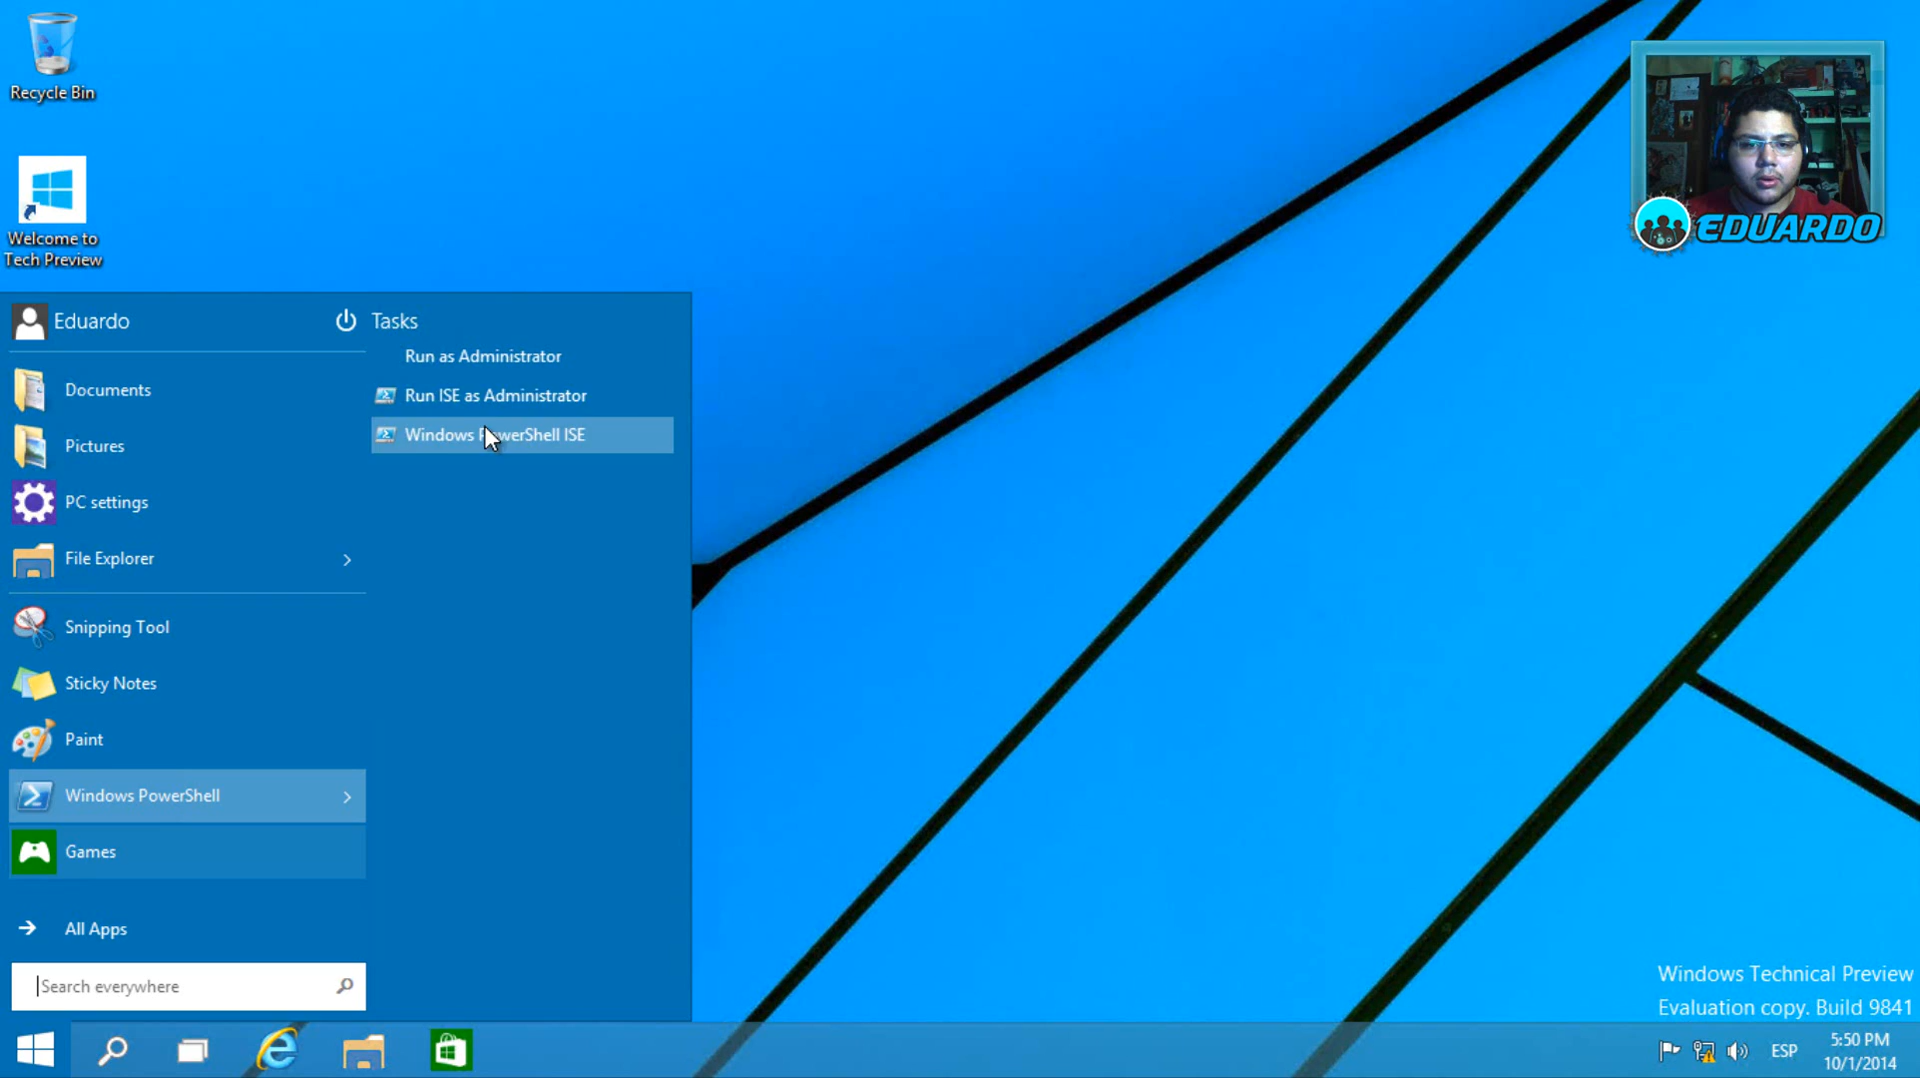 Recycle Bin
Welcome to
Tech Preview
EDUARDO
Eduardo
Tasks
Run as Administrator
Run ISE as Administrator
Windows PowerShell ISE
Documents
Pictures
PC settings
File Explorer
Snipping Tool
Sticky Notes
Paint
Windows PowerShell
Games
All Apps
Search everywhere
Windows Technical Preview
Evaluation copy. Build 9841
ESP
5:50 PM
10/1/2014